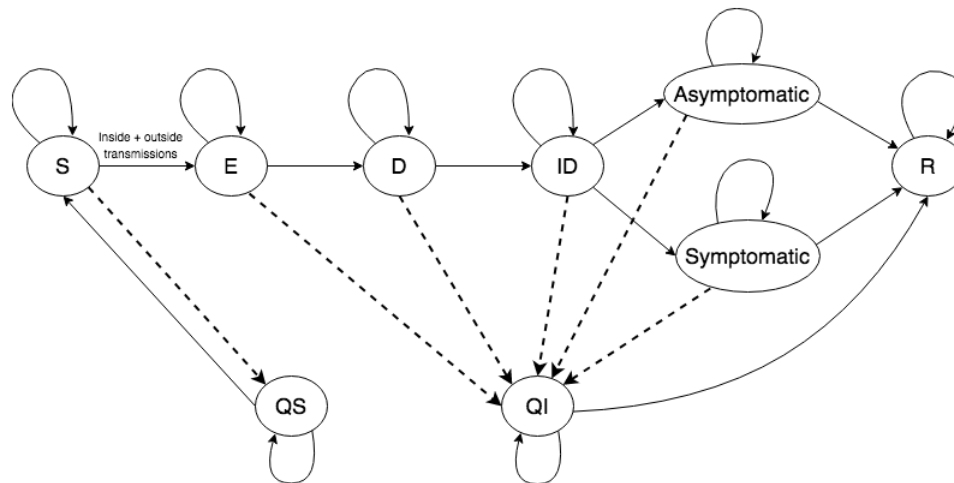 Asymptomatic
Inside + outside
transmissions
S
E
D
ID
R
Symptomatic
QS
QI